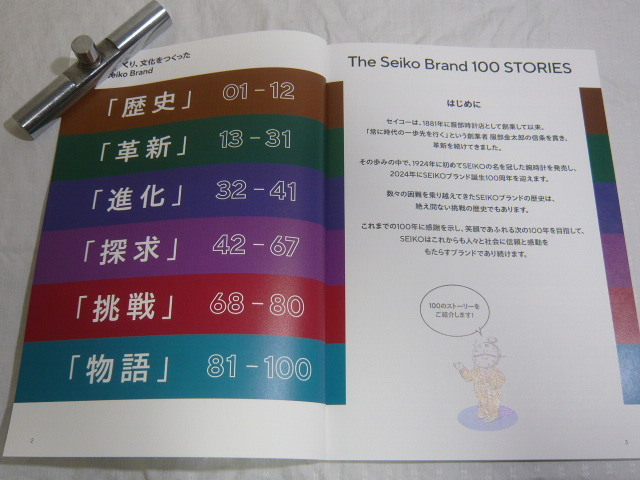 くり、文化をつくった
Seiko Brand
「歴史」 01 – 12
「革新」 13 – 31
「進化」 32 – 41
「探求」 42 – 67
「挑戦」 68 – 80
「物語」 81 – 100
2
The Seiko Brand 100 STORIES
はじめに
セイコーは、1881年に服部時計店として創業して以来、
「常に時代の一歩先を行く」という創業者 服部金太郎の信条を貫き、
革新を続けてきました。
その歩みの中で、1924年に初めてSEIKOの名を冠した腕時計を発売し、
2024年にSEIKOブランド誕生100周年を迎えます。
数々の困難を乗り越えてきたSEIKOブランドの歴史は、
絶え間ない挑戦の歴史でもあります。
これまでの100年に感謝を示し、笑顔であふれる次の100年を目指して、
SEIKOはこれからも人々と社会に信頼と感動を
もたらすブランドであり続けます。
100のストーリーを
ご紹介します!
3